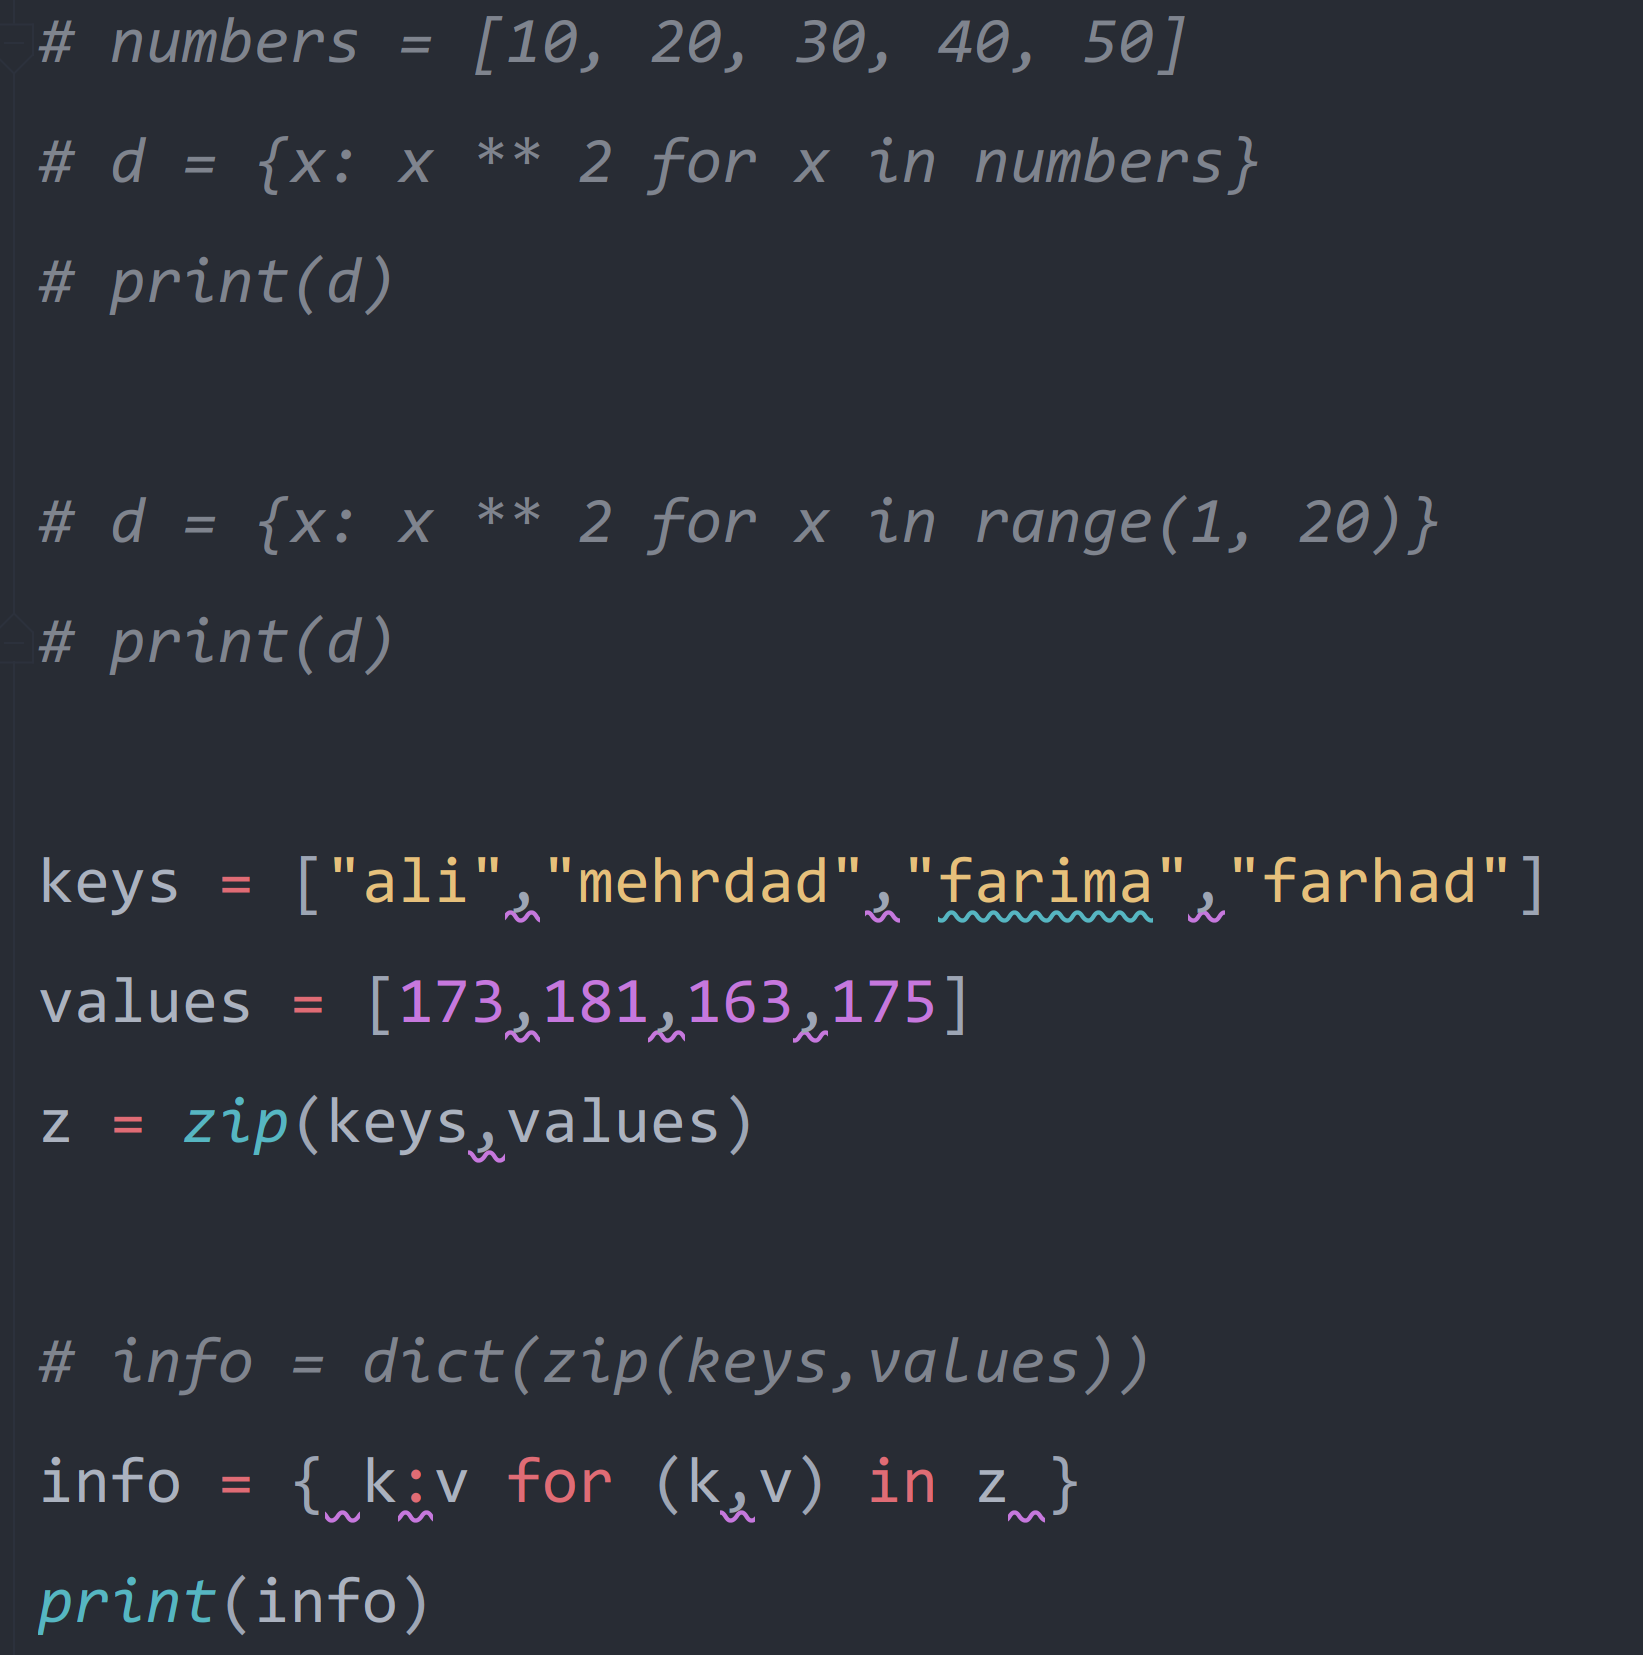 # numbers = [10, 20, 30, 40, 50]
# d = {x: x ** 2 for x in numbers}
# print(d)
# d = {x: x ** 2 for x in range(1, 20)}
# print(d)
keys = ["ali","mehrdad","farima","farhad"]
values = [173,181,163,175]
z = zip(keys,values)
# info = dict(zip(keys,values))
info = { k:v for (k,v) in z }
print(info)